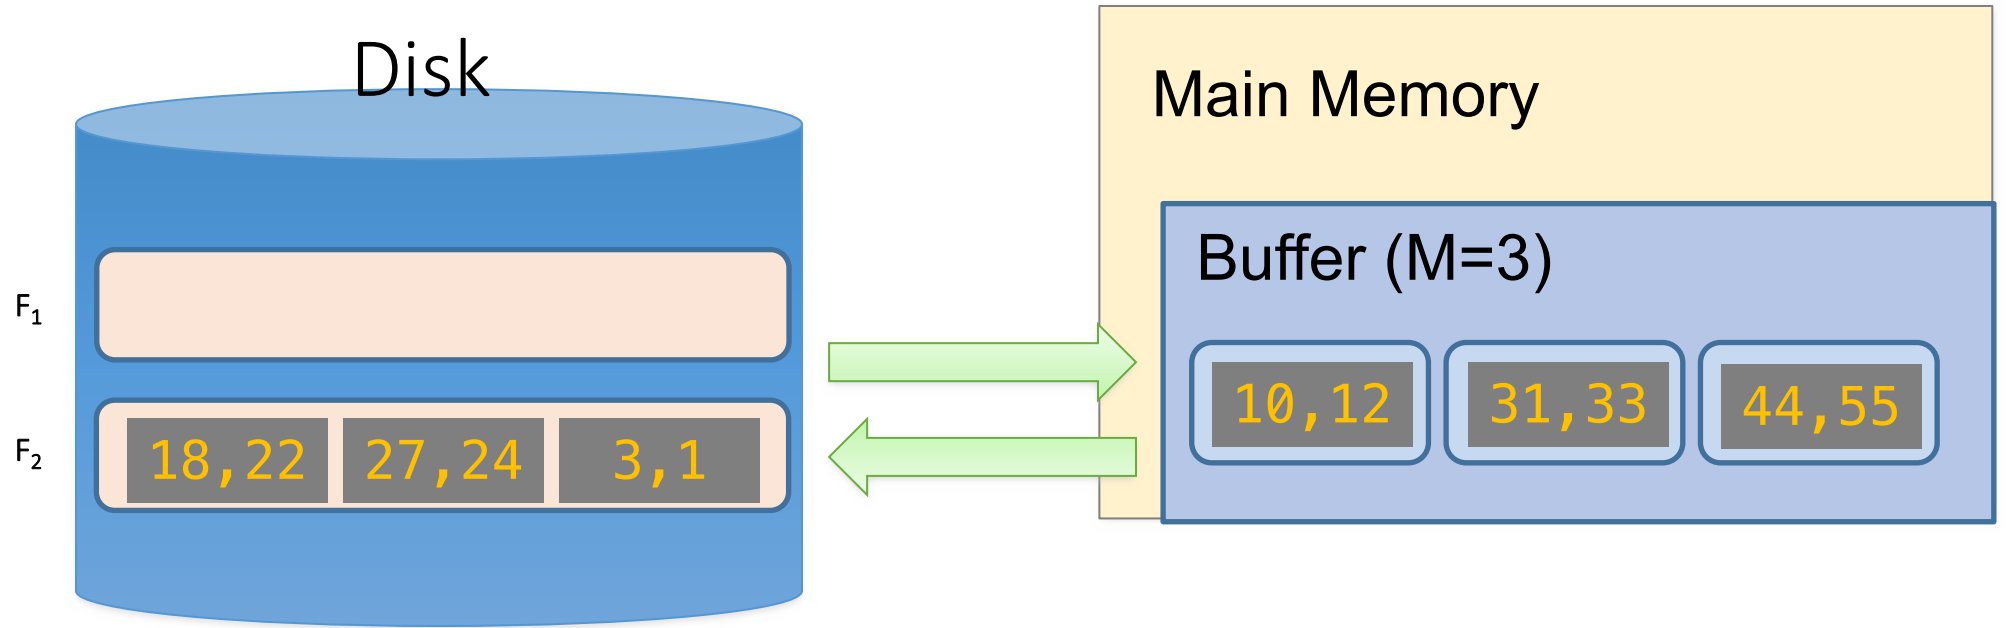 Disk
Main Memory
Buffer (M=3)
F₁
10,12 31,33 44,55
F₂
18,22 27,24 3,1